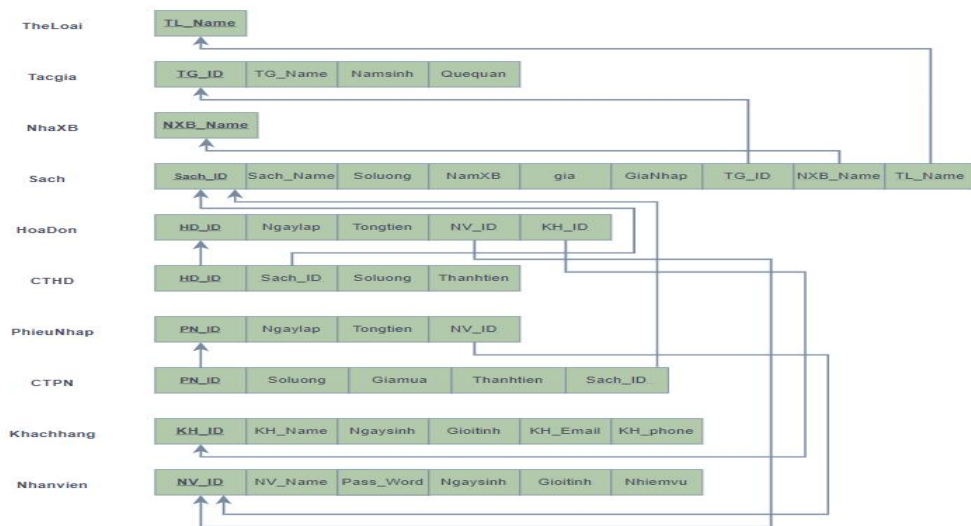 TheLoai TL_Name
Tacgia TG_ID TG_Name Namsinh Quequan
NhaXB NXB_Name
Sach Sach_ID Sach_Name Soluong NamXB gia GiaNhap TG_ID NXB_Name TL_Name
HoaDon HD_ID Ngaylap Tongtien NV_ID KH_ID
CTHD HD_ID Sach_ID Soluong Thanhtien
PhieuNhap PN_ID Ngaylap Tongtien NV_ID
CTPN PN_ID Soluong Giamua Thanhtien Sach_ID
Khachhang KH_ID KH_Name Ngaysinh Gioitinh KH_Email KH_phone
Nhanvien NV_ID NV_Name Pass_Word Ngaysinh Gioitinh Nhiemvu